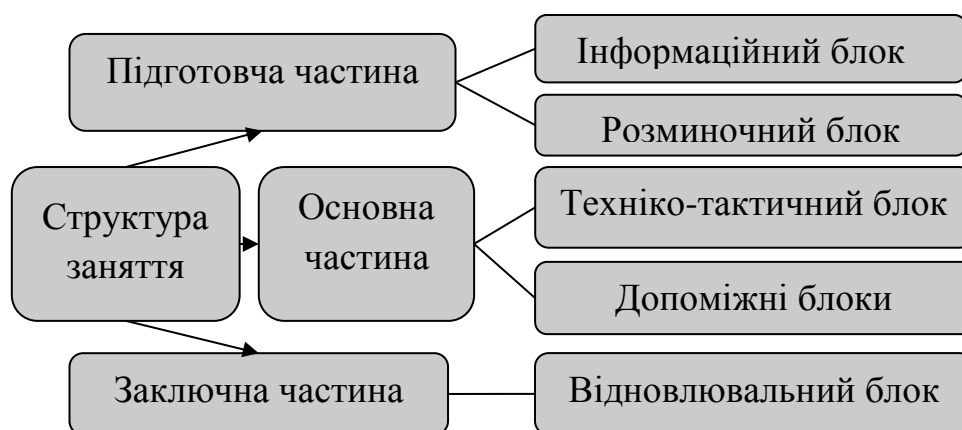 Підготовча частина
Інформаційний блок
Розминочний блок
Структура
заняття
Основна
частина
Техніко-тактичний блок
Допоміжні блоки
Заключна частина
Відновлювальний блок